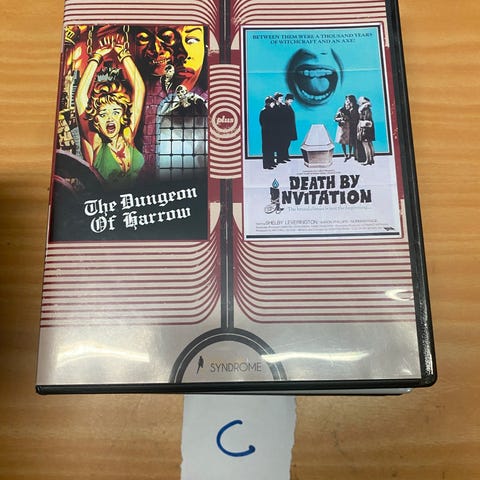 The Dungeon
Of Harrow
plus
BETWEEN THEM WERE A THOUSAND YEARS
OF WITCHCRAFT AND AN AXE!
DEATH BY
INVITATION
SHELBY LEVERINGTON
SYNDROME
C